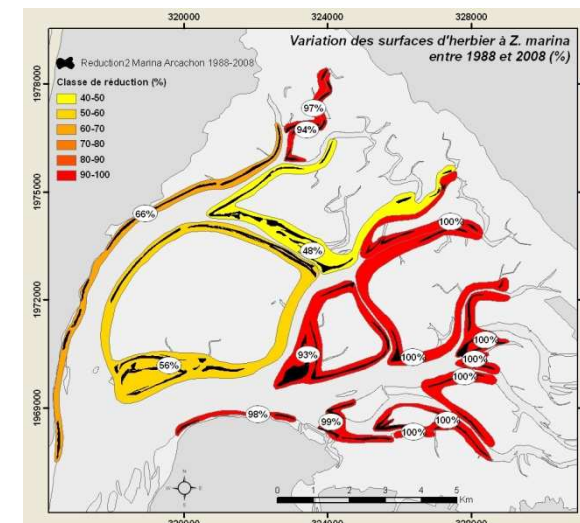 320000 324000 328000
Variation des surfaces d'herbier à Z. marina
entre 1988 et 2008 (%)
Reduction2 Marina Arcachon 1988-2008
Classe de réduction (%)
40-50
50-60
60-70
70-80
80-90
90-100
1978000
1975000
1972000
1969000
97%
94%
66%
100%
48%
100%
93%
100%
100%
56%
100%
98%
99%
100%
100%
N
0 1 2 3 4 5
Km
320000 324000 328000